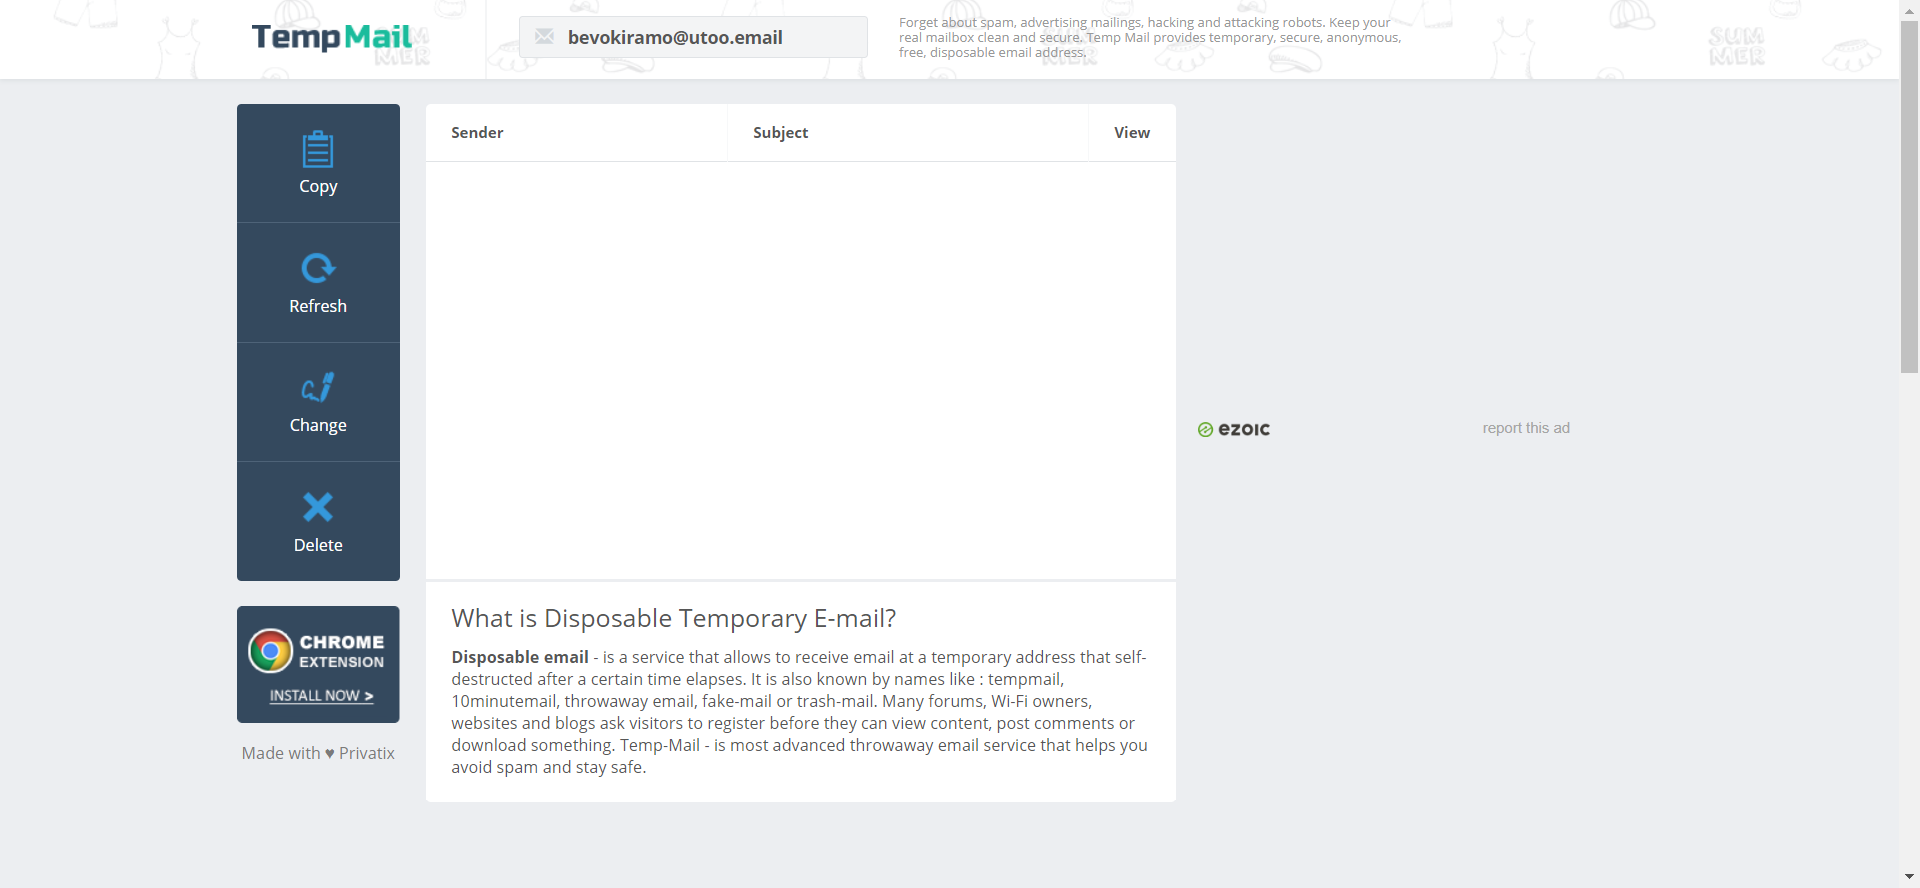 TempMail
bevokiramo@utoo.email
Forget about spam, advertising mailings, hacking and attacking robots. Keep your
real mailbox clean and secure. Temp Mail provides temporary, secure, anonymous,
free, disposable email address.
SUM
MER
SUM
MER
SUM
MER
Copy
Refresh
Change
Delete
CHROME
EXTENSION
INSTALL NOW >
Made with ♥ Privatix
Sender Subject View
What is Disposable Temporary E-mail?
Disposable email - is a service that allows to receive email at a temporary address that self-
destructed after a certain time elapses. It is also known by names like : tempmail,
10minutemail, throwaway email, fake-mail or trash-mail. Many forums, Wi-Fi owners,
websites and blogs ask visitors to register before they can view content, post comments or
download something. Temp-Mail - is most advanced throwaway email service that helps you
avoid spam and stay safe.
ezoic report this ad